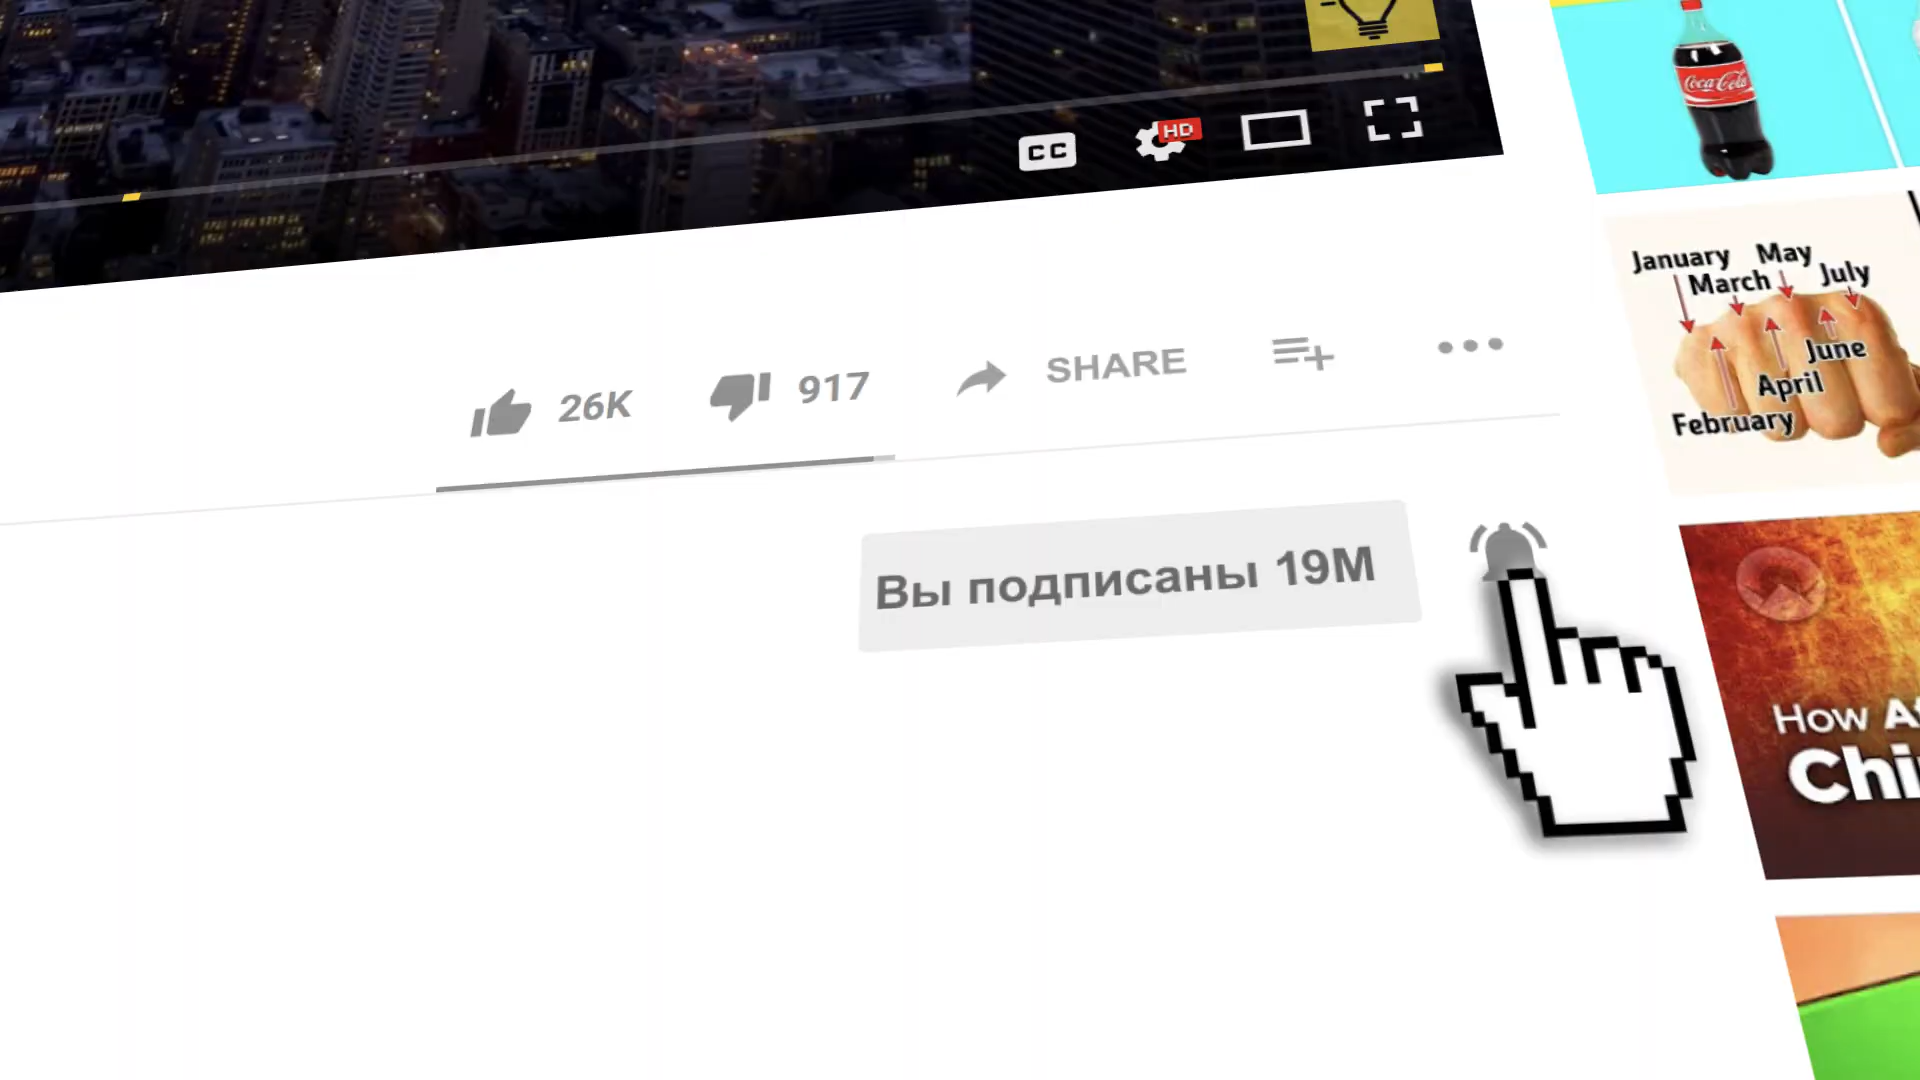 CC
HD
26K
917
SHARE
Вы подписаны 19M
Coca-Cola
January
May
March
July
June
April
February
How
Chi